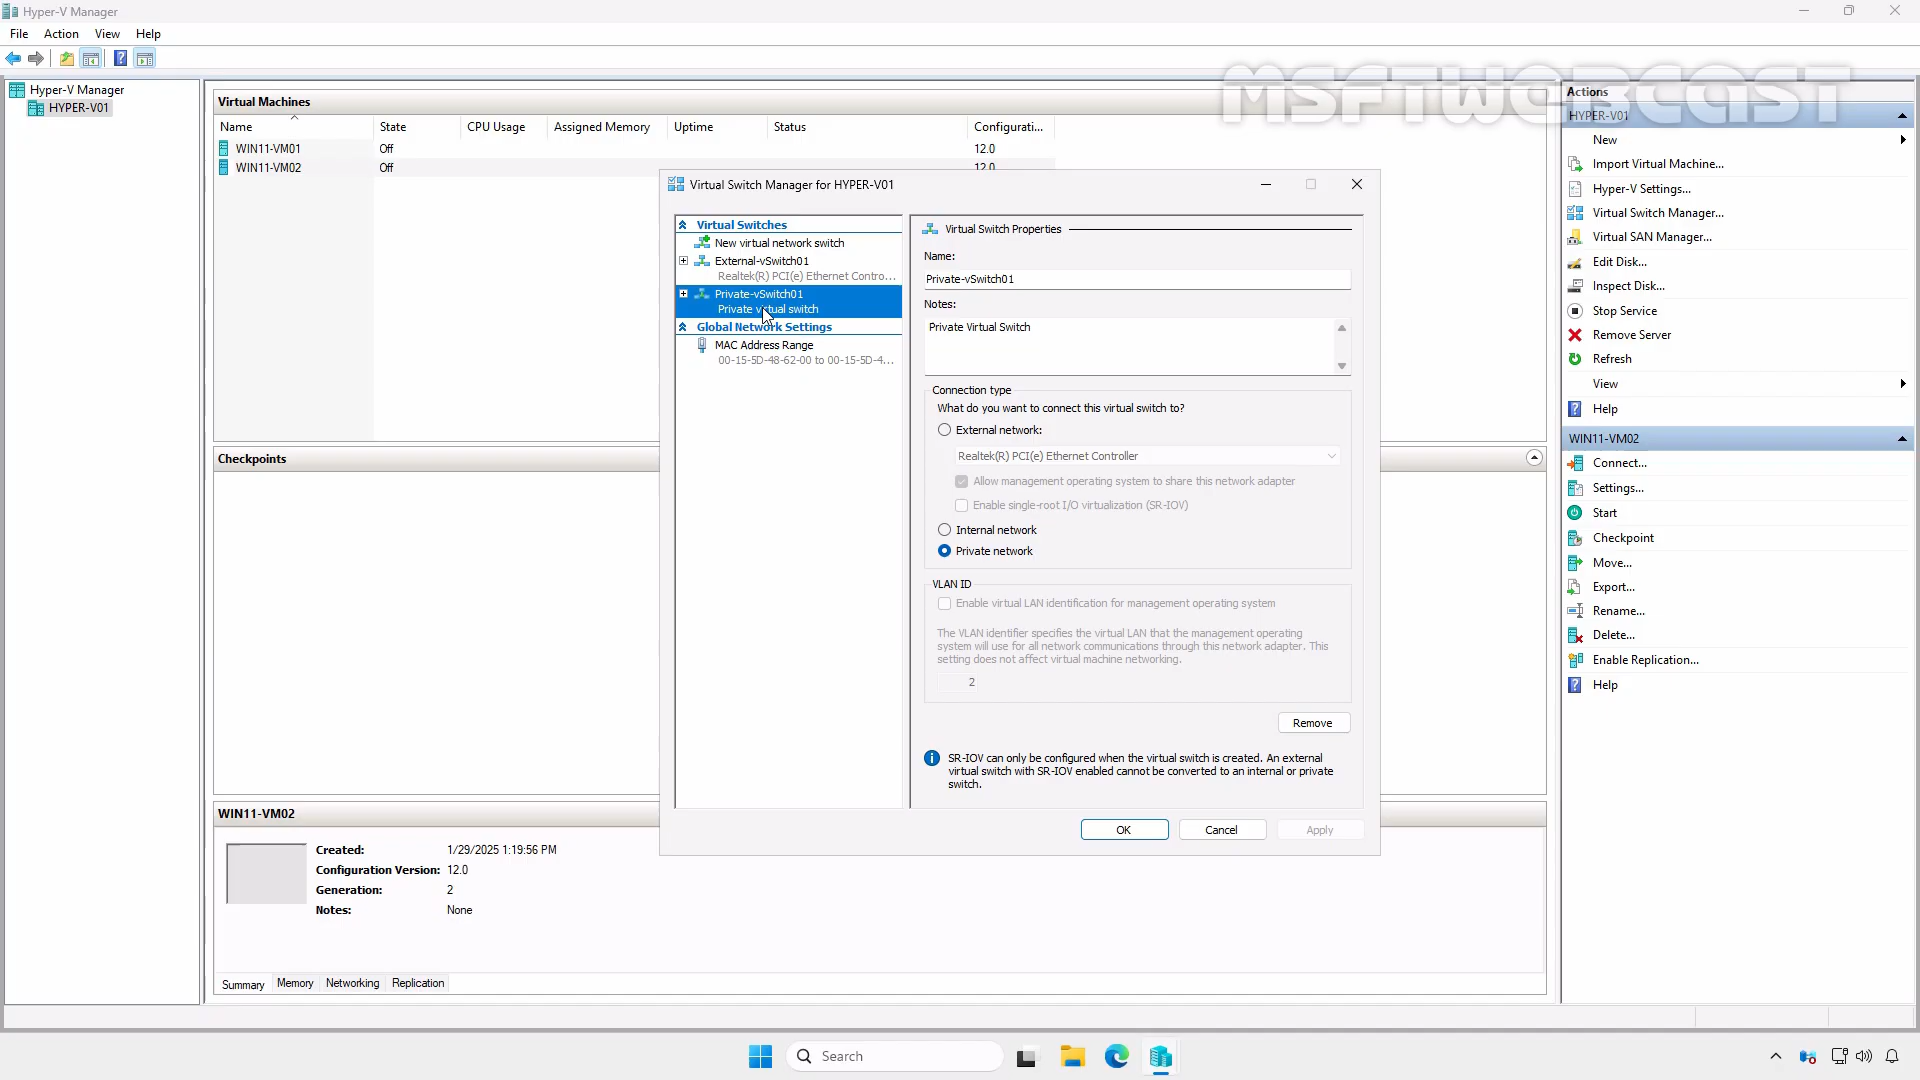 Hyper-V Manager
File Action View Help
Hyper-V Manager
HYPER-V01
Virtual Machines
Name State CPU Usage Assigned Memory Uptime Status Configurati...
WIN11-VM01 Off 12.0
WIN11-VM02 Off 12.0
Checkpoints
WIN11-VM02
Created: 1/29/2025 1:19:56 PM
Configuration Version: 12.0
Generation: 2
Notes: None
Summary Memory Networking Replication
Virtual Switch Manager for HYPER-V01
Virtual Switches
New virtual network switch
External-vSwitch01
Realtek(R) PCI(e) Ethernet Contro...
Private-vSwitch01
Private virtual switch
Global Network Settings
MAC Address Range
00-15-5D-48-62-00 to 00-15-5D-4...
Virtual Switch Properties
Name:
Private-vSwitch01
Notes:
Private Virtual Switch
Connection type
What do you want to connect this virtual switch to?
External network:
Realtek(R) PCI(e) Ethernet Controller
Allow management operating system to share this network adapter
Enable single-root I/O virtualization (SR-IOV)
Internal network
Private network
VLAN ID
Enable virtual LAN identification for management operating system
The VLAN identifier specifies the virtual LAN that the management operating
system will use for all network communications through this network adapter. This
setting does not affect virtual machine networking.
2
Remove
SR-IOV can only be configured when the virtual switch is created. An external
virtual switch with SR-IOV enabled cannot be converted to an internal or private
switch.
OK Cancel Apply
MSFTWEBCAST
Actions
HYPER-V01
New
Import Virtual Machine...
Hyper-V Settings...
Virtual Switch Manager...
Virtual SAN Manager...
Edit Disk...
Inspect Disk...
Stop Service
Remove Server
Refresh
View
Help
WIN11-VM02
Connect...
Settings...
Start
Checkpoint
Move...
Export...
Rename...
Delete...
Enable Replication...
Help
Search